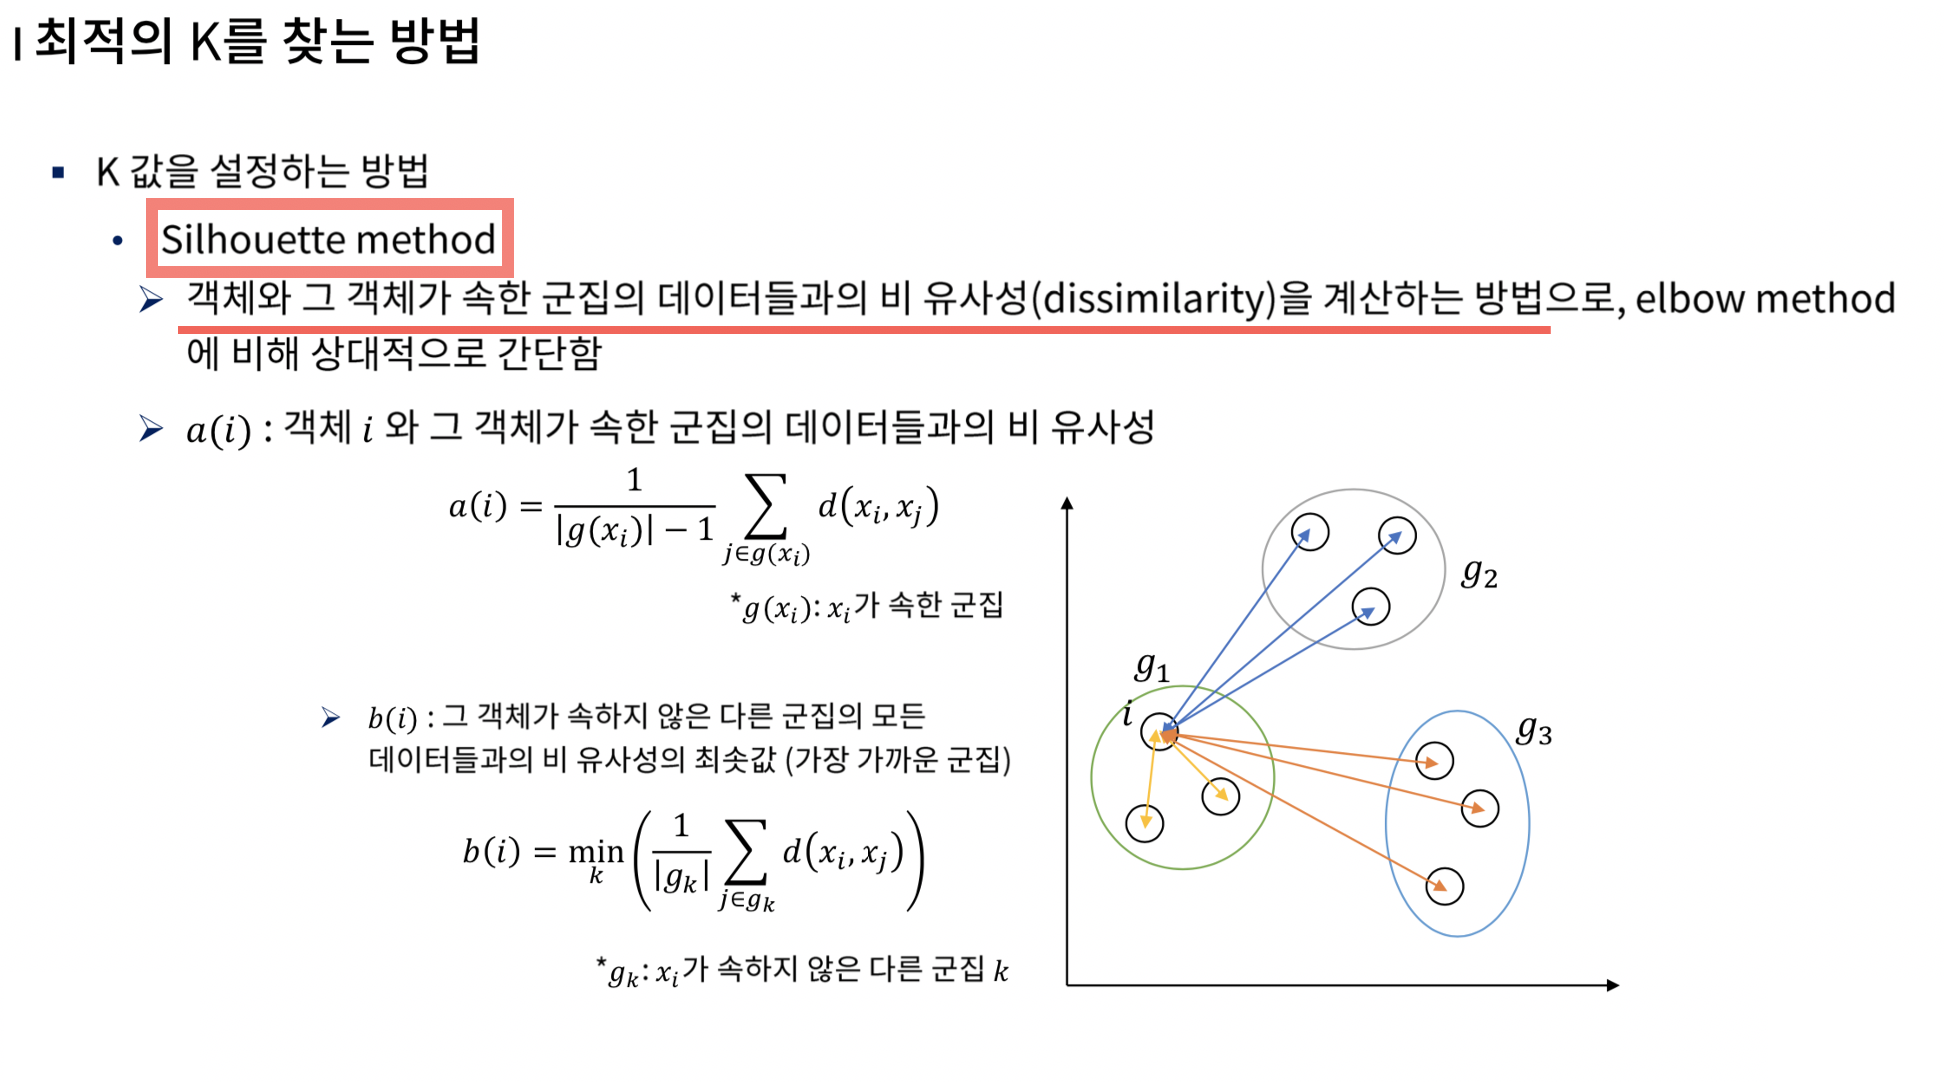 최적의 K를 찾는 방법
▪ K 값을 설정하는 방법
• Silhouette method
➢ 객체와 그 객체가 속한 군집의 데이터들과의 비 유사성(dissimilarity)을 계산하는 방법으로, elbow method
에 비해 상대적으로 간단함
➢ a(i) : 객체 i 와 그 객체가 속한 군집의 데이터들과의 비 유사성
a(i) = \frac{1}{|g(x_i)| − 1} \sum_{j∈g(x_i)} d(x_i, x_j)
*g(x_i): x_i가 속한 군집
➢ b(i) : 그 객체가 속하지 않은 다른 군집의 모든
데이터들과의 비 유사성의 최솟값 (가장 가까운 군집)
b(i) = \min_k \left( \frac{1}{|g_k|} \sum_{j∈g_k} d(x_i, x_j) \right)
*g_k: x_i가 속하지 않은 다른 군집 k
g_2
g_1
i
g_3